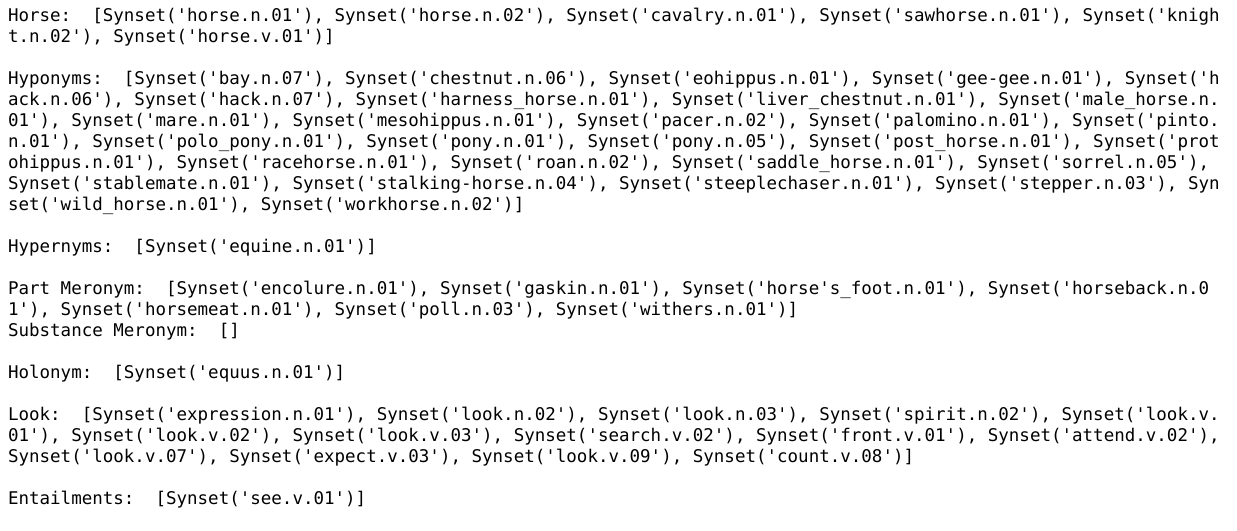 Horse:  [Synset('horse.n.01'), Synset('horse.n.02'), Synset('cavalry.n.01'), Synset('sawhorse.n.01'), Synset('knigh
t.n.02'), Synset('horse.v.01')]
Hyponyms:  [Synset('bay.n.07'), Synset('chestnut.n.06'), Synset('eohippus.n.01'), Synset('gee-gee.n.01'), Synset('h
ack.n.06'), Synset('hack.n.07'), Synset('harness_horse.n.01'), Synset('liver_chestnut.n.01'), Synset('male_horse.n.
01'), Synset('mare.n.01'), Synset('mesohippus.n.01'), Synset('pacer.n.02'), Synset('palomino.n.01'), Synset('pinto.
n.01'), Synset('polo_pony.n.01'), Synset('pony.n.01'), Synset('pony.n.05'), Synset('post_horse.n.01'), Synset('prot
ohippus.n.01'), Synset('racehorse.n.01'), Synset('roan.n.02'), Synset('saddle_horse.n.01'), Synset('sorrel.n.05'),
Synset('stablemate.n.01'), Synset('stalking-horse.n.04'), Synset('steeplechaser.n.01'), Synset('stepper.n.03'), Syn
set('wild_horse.n.01'), Synset('workhorse.n.02')]
Hypernyms:  [Synset('equine.n.01')]
Part Meronym:  [Synset('encolure.n.01'), Synset('gaskin.n.01'), Synset('horse's_foot.n.01'), Synset('horseback.n.0
1'), Synset('horsemeat.n.01'), Synset('poll.n.03'), Synset('withers.n.01')]
Substance Meronym:  []
Holonym:  [Synset('equus.n.01')]
Look:  [Synset('expression.n.01'), Synset('look.n.02'), Synset('look.n.03'), Synset('spirit.n.02'), Synset('look.v.
01'), Synset('look.v.02'), Synset('look.v.03'), Synset('search.v.02'), Synset('front.v.01'), Synset('attend.v.02'),
Synset('look.v.07'), Synset('expect.v.03'), Synset('look.v.09'), Synset('count.v.08')]
Entailments:  [Synset('see.v.01')]